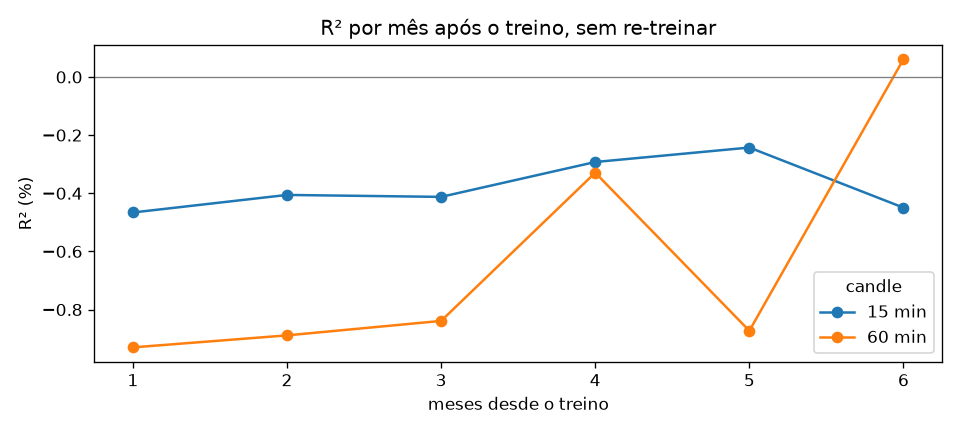 R² por mês após o treino, sem re-treinar
R² (%)
0.0
−0.2
−0.4
−0.6
−0.8
candle
15 min
60 min
1 2 3 4 5 6
meses desde o treino